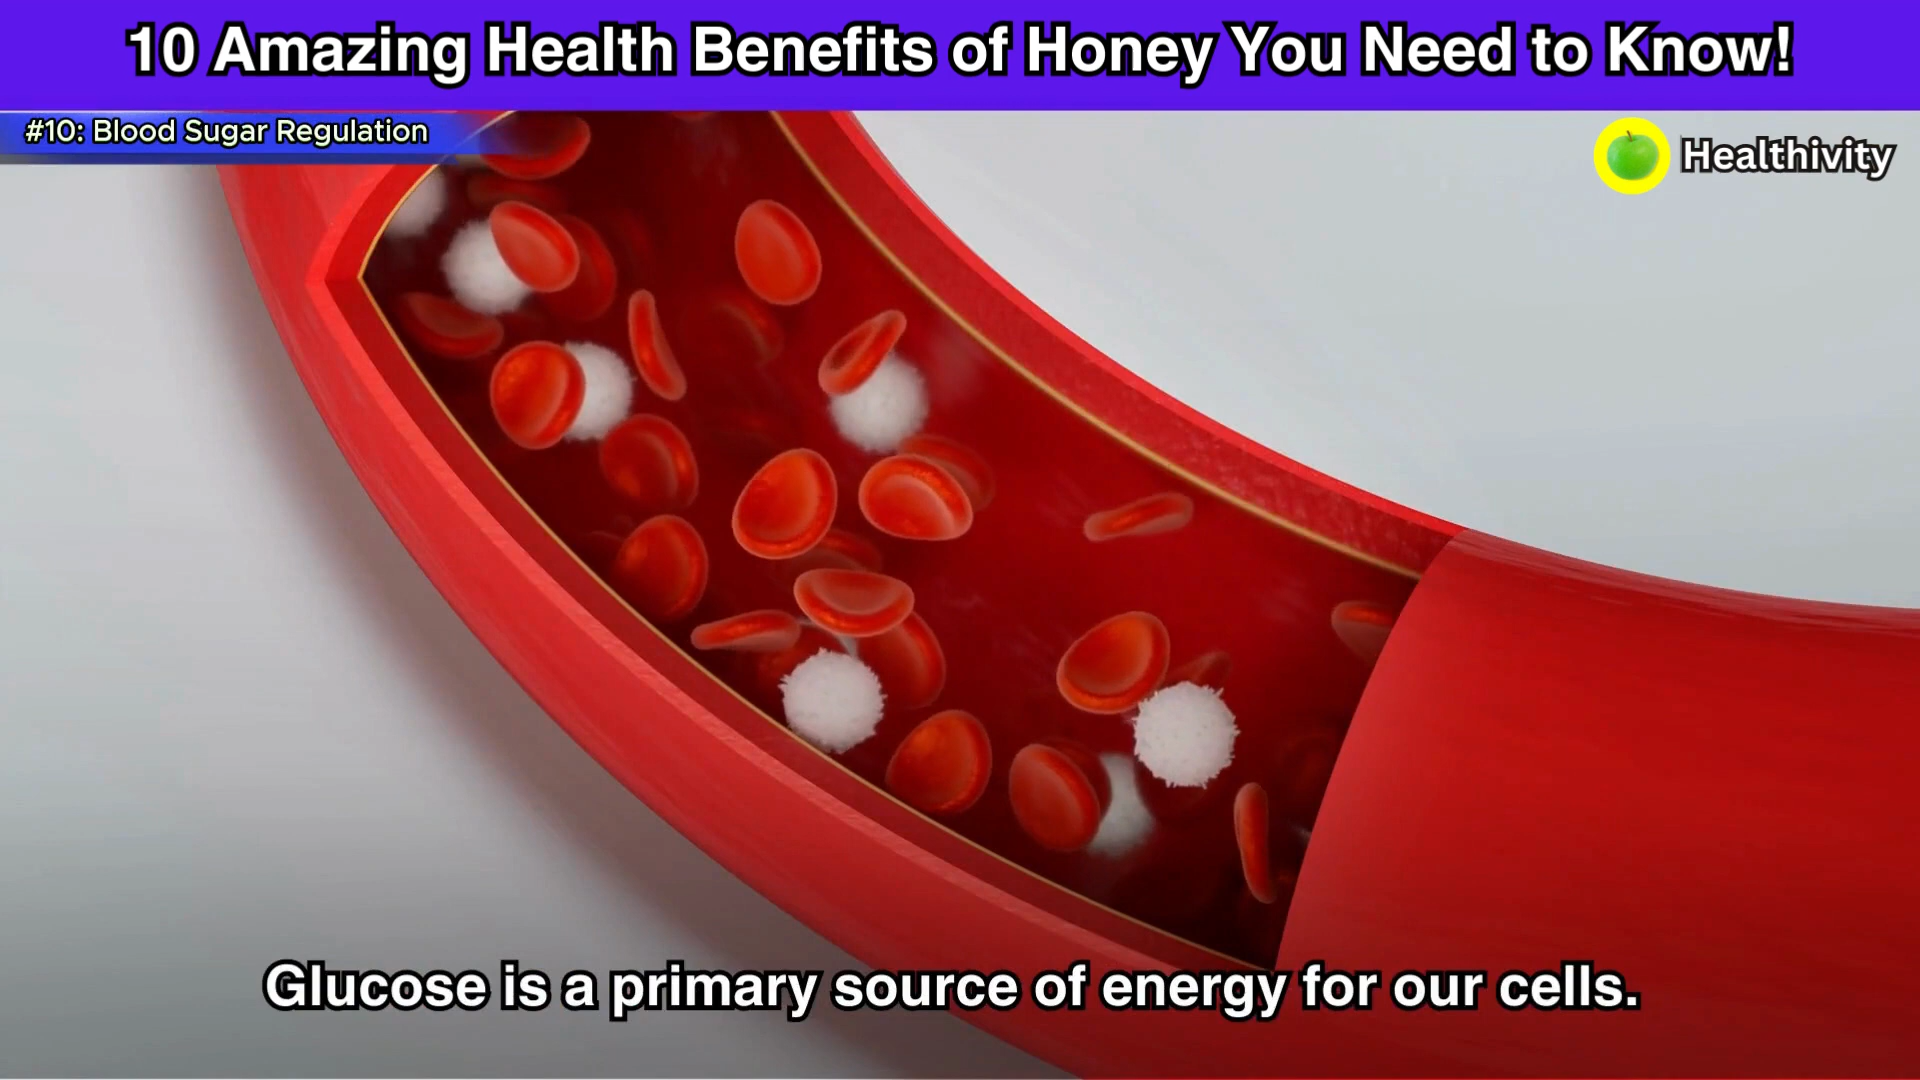 10 Amazing Health Benefits of Honey You Need to Know!
#10: Blood Sugar Regulation
Healthivity
Glucose is a primary source of energy for our cells.